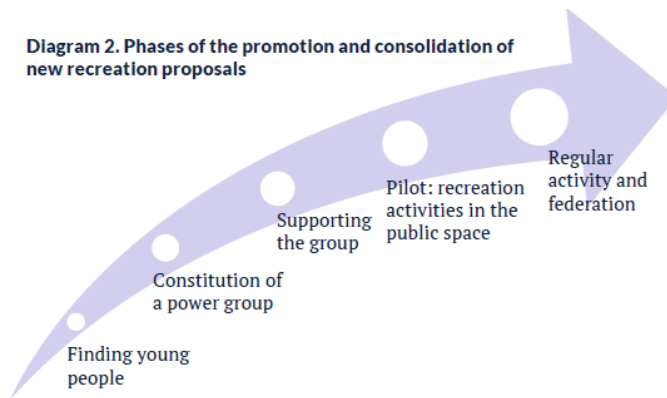 Diagram 2. Phases of the promotion and consolidation of
new recreation proposals
Finding young
people
Constitution of
a power group
Supporting
the group
Pilot: recreation
activities in the
public space
Regular
activity and
federation